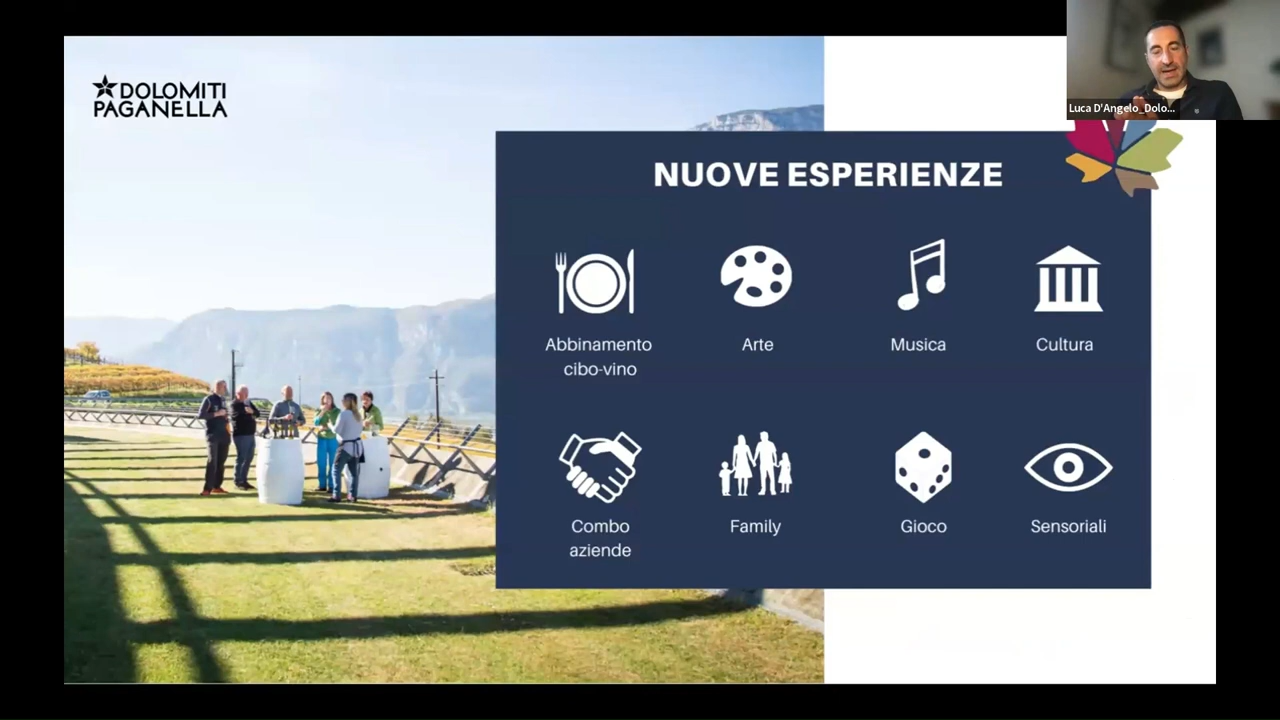 DOLOMITI
PAGANELLA
Luca D'Angelo_Dolo...
NUOVE ESPERIENZE
Abbinamento
cibo-vino
Arte
Musica
Cultura
Combo
aziende
Family
Gioco
Sensoriali